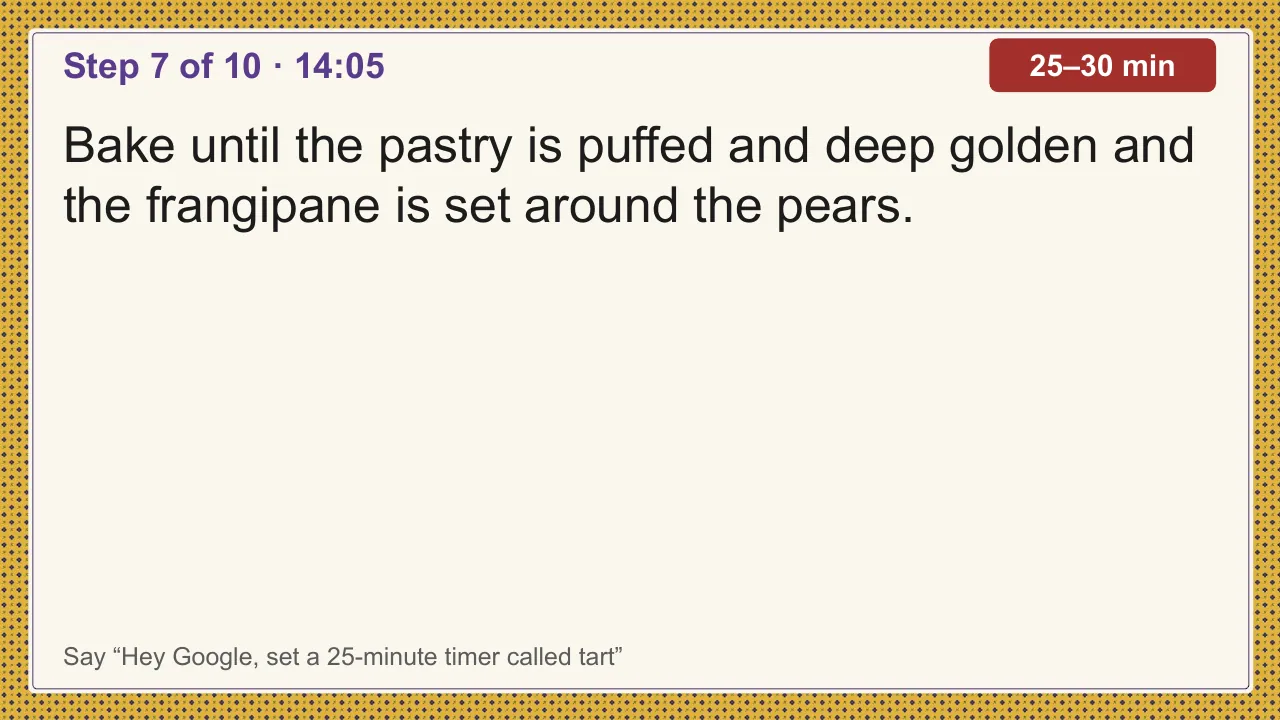 Step 7 of 10 · 14:05
25–30 min
Bake until the pastry is puffed and deep golden and
the frangipane is set around the pears.
Say “Hey Google, set a 25-minute timer called tart”